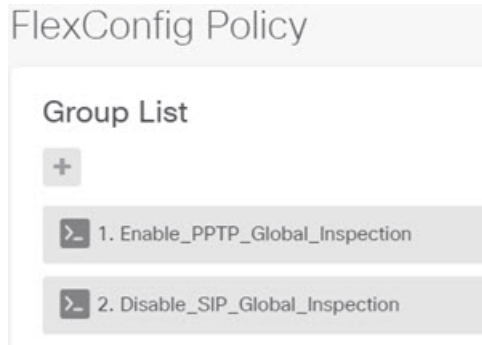 FlexConfig Policy
Group List
+
>_ 1. Enable_PPTP_Global_Inspection
>_ 2. Disable_SIP_Global_Inspection